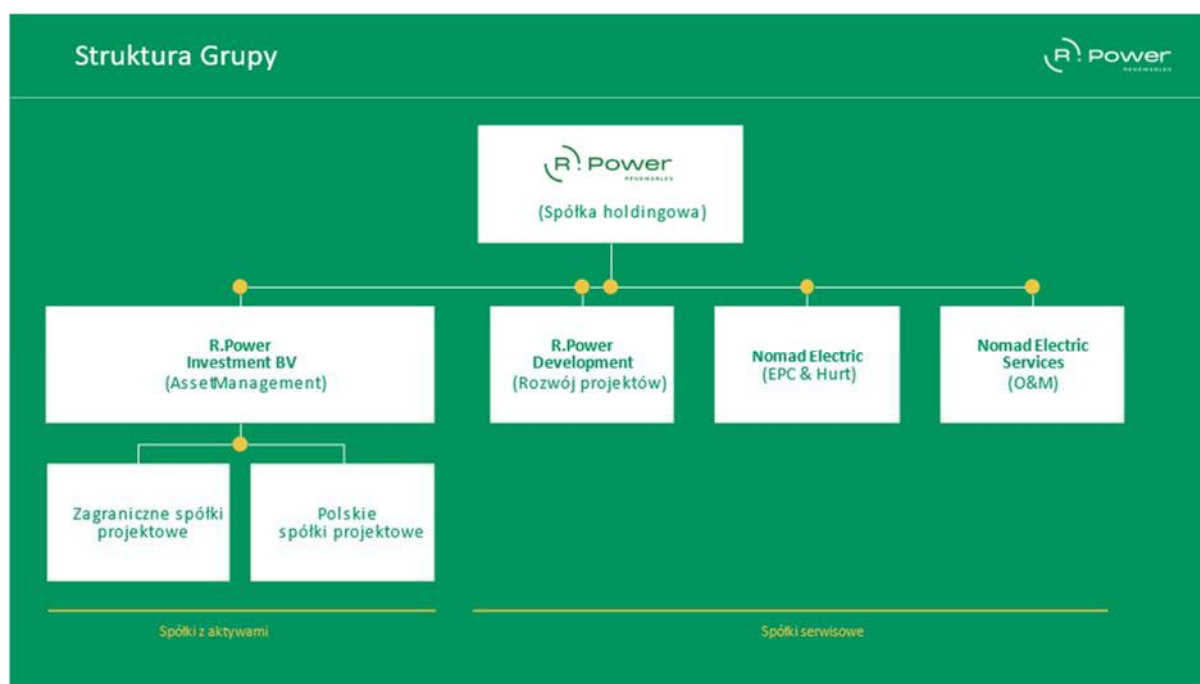 Struktura Grupy
R.Power
RENEWABLES
R.Power
RENEWABLES
(Spółka holdingowa)
R.Power
Investment BV
(AssetManagement)
R.Power
Development
(Rozwój projektów)
Nomad Electric
(EPC & Hurt)
Nomad Electric
Services
(O&M)
Zagraniczne spółki
projektowe
Polskie
spółki projektowe
Spółki z aktywami
Spółki serwisowe